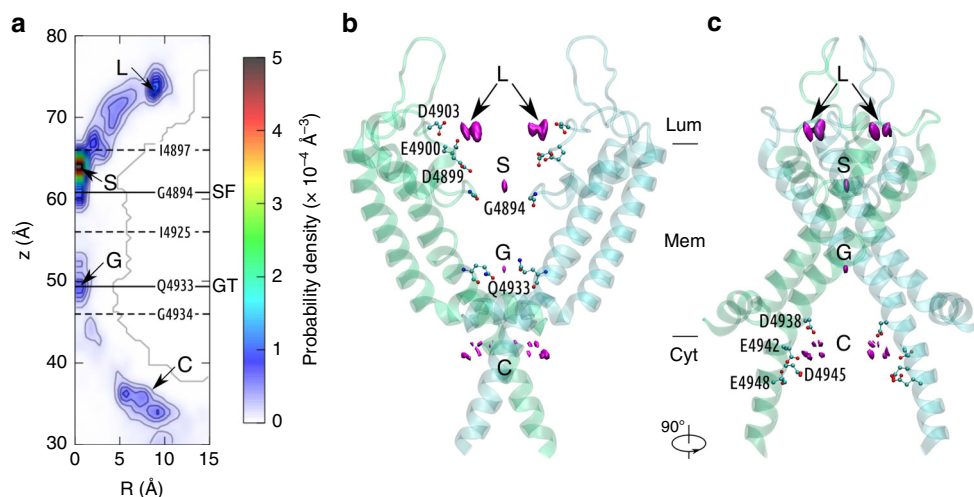 a
80
70
60
50
40
30
z (Å)
0
5
10
15
R (Å)
L
S
G
C
I4897
G4894
SF
I4925
Q4933
GT
G4934
5
4
3
2
1
0
Probability density (× 10⁻⁴ Å⁻³)
b
L
D4903
E4900
D4899
S
G4894
G
Q4933
C
Lum
Mem
Cyt
90°
c
L
S
G
D4938
E4942
C
D4945
E4948